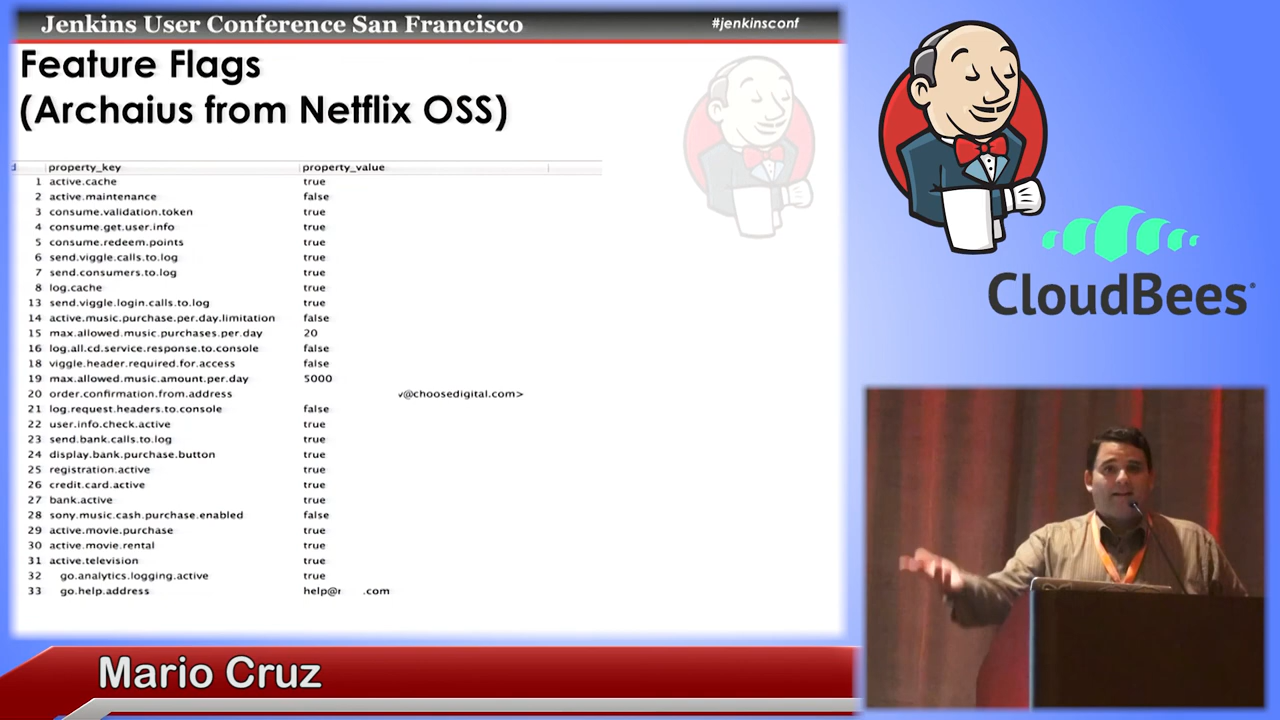 Jenkins User Conference San Francisco #jenkinsconf
Feature Flags
(Archaius from Netflix OSS)
property_key property_value
1 active.cache true
2 active.maintenance false
3 consume.validation.token true
4 consume.get.user.info true
5 consume.redeem.points true
6 send.viggle.calls.to.log true
7 send.consumers.to.log true
8 log.cache true
13 send.viggle.login.calls.to.log true
14 active.music.purchase.per.day.limitation false
15 max.allowed.music.purchases.per.day 20
16 log.all.cd.service.response.to.console false
18 viggle.header.required.for.access false
19 max.allowed.music.amount.per.day 5000
20 order.confirmation.from.address @choosedigital.com>
21 log.request.headers.to.console false
22 user.info.check.active true
23 send.bank.calls.to.log true
24 display.bank.purchase.button true
25 registration.active true
26 credit.card.active true
27 bank.active true
28 sony.music.cash.purchase.enabled false
29 active.movie.purchase true
30 active.movie.rental true
31 active.television true
32 go.analytics.logging.active true
33 go.help.address help@ .com
CloudBees
Mario Cruz